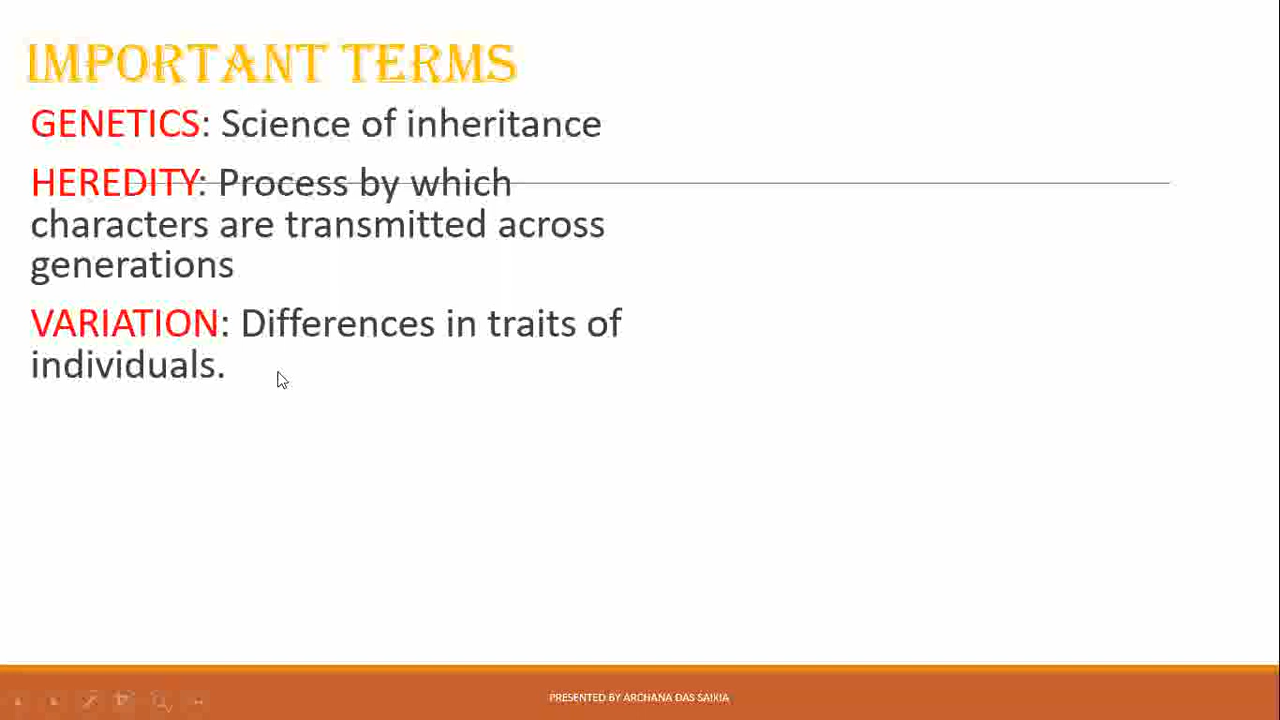 IMPORTANT TERMS
GENETICS: Science of inheritance
HEREDITY: Process by which
characters are transmitted across
generations
VARIATION: Differences in traits of
individuals.
PRESENTED BY ARCHANA DAS SAIKIA